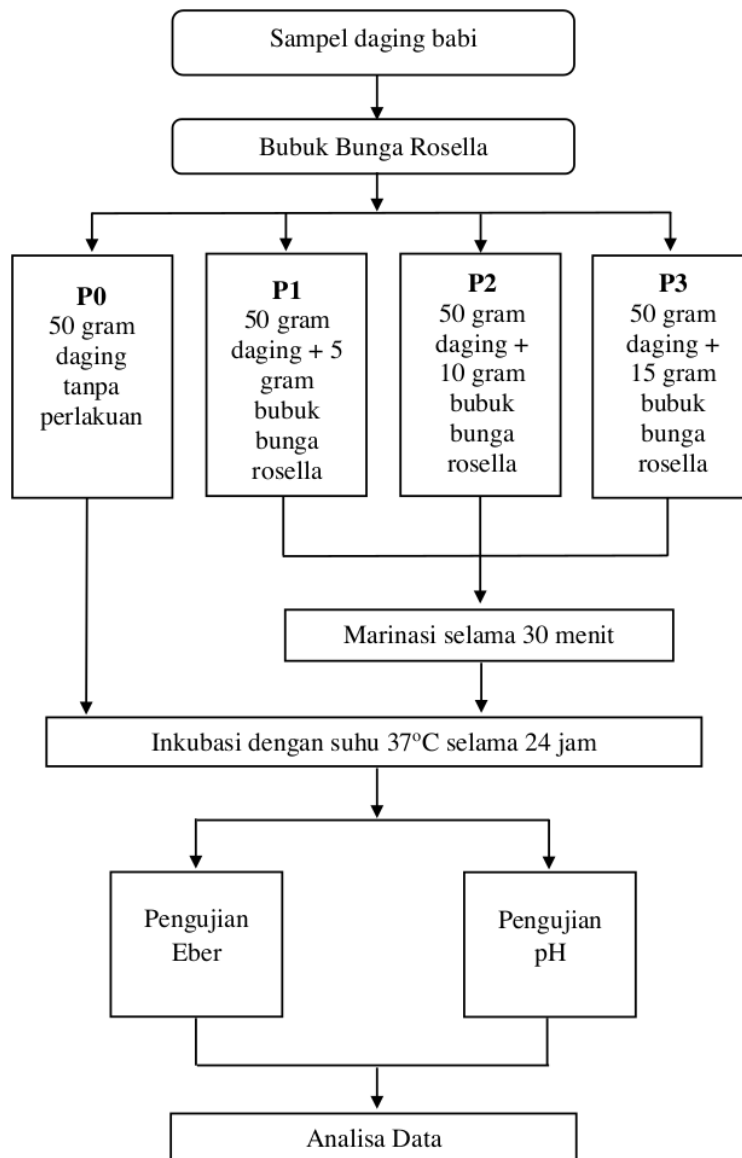 Sampel daging babi
Bubuk Bunga Rosella
P0
50 gram
daging
tanpa
perlakuan
P1
50 gram
daging + 5
gram
bubuk
bunga
rosella
P2
50 gram
daging +
10 gram
bubuk
bunga
rosella
P3
50 gram
daging +
15 gram
bubuk
bunga
rosella
Marinasi selama 30 menit
Inkubasi dengan suhu 37°C selama 24 jam
Pengujian
Eber
Pengujian
pH
Analisa Data